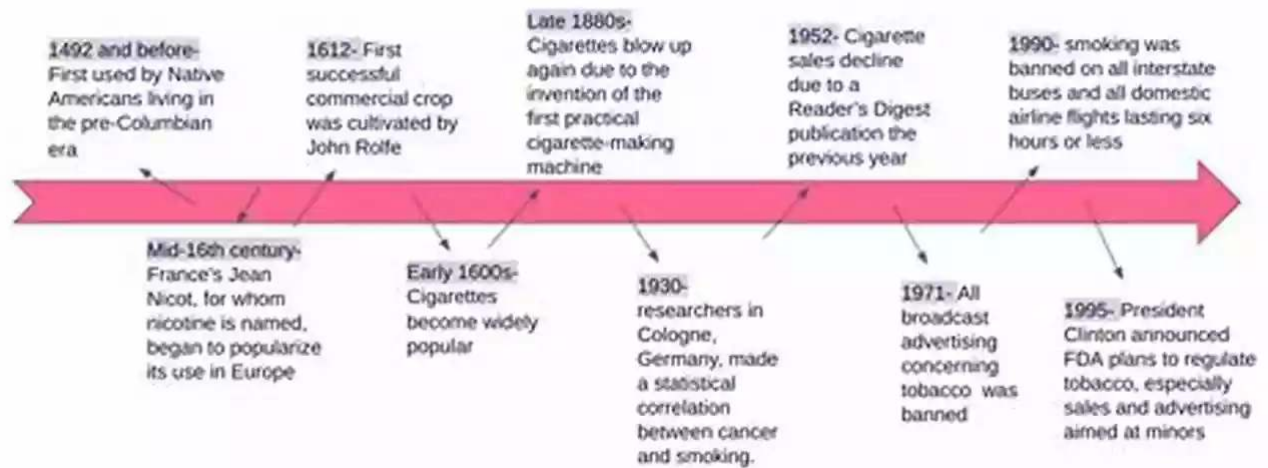 1492 and before-
First used by Native
Americans living in
the pre-Columbian
era
Mid-16th century-
France's Jean
Nicot, for whom
nicotine is named,
began to popularize
its use in Europe
1612- First
successful
commercial crop
was cultivated by
John Rolfe
Early 1600s-
Cigarettes
become widely
popular
Late 1880s-
Cigarettes blow up
again due to the
invention of the
first practical
cigarette-making
machine
1930-
researchers in
Cologne,
Germany, made
a statistical
correlation
between cancer
and smoking.
1952- Cigarette
sales decline
due to a
Reader's Digest
publication the
previous year
1971- All
broadcast
advertising
concerning
tobacco was
banned
1990- smoking was
banned on all interstate
buses and all domestic
airline flights lasting six
hours or less
1995- President
Clinton announced
FDA plans to regulate
tobacco, especially
sales and advertising
aimed at minors